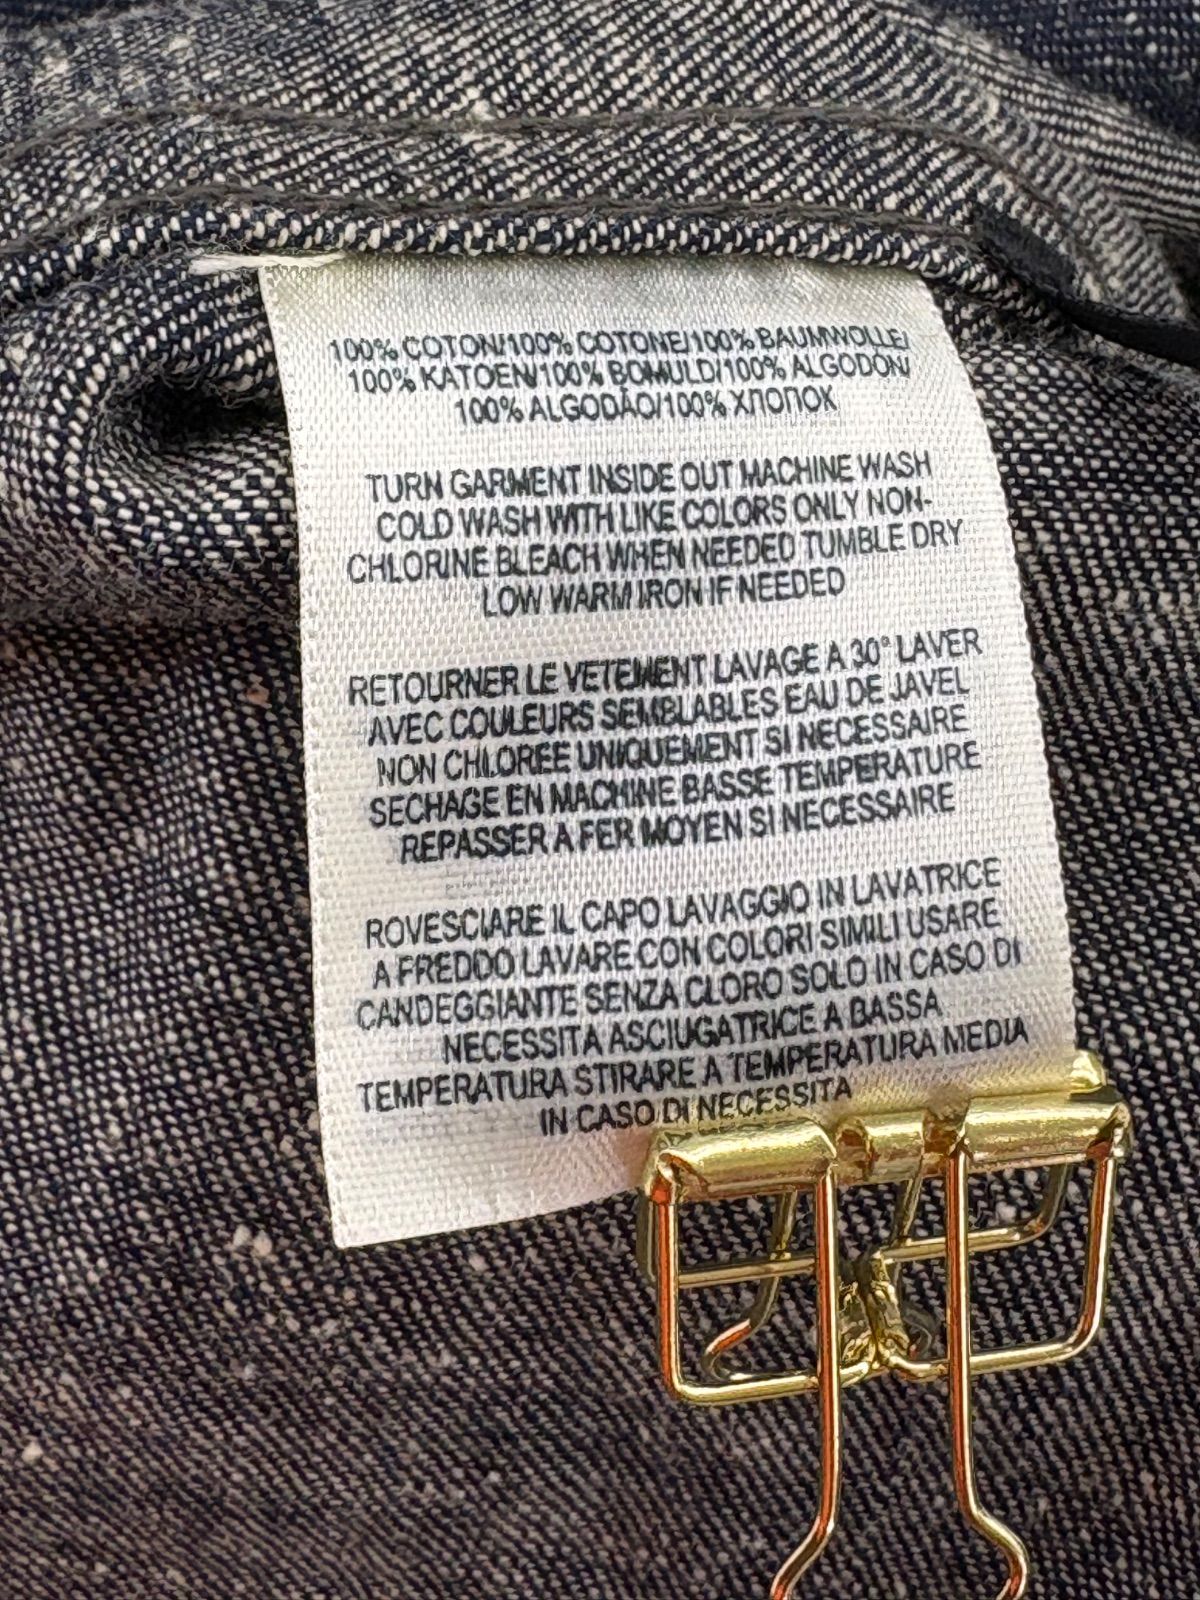 100% COTON/100% COTONE/100% BAUMWOLLE/
100% KATOEN/100% BOMULD/100% ALGODÓN/
100% ALGODÃO/100% ХЛОПОК
TURN GARMENT INSIDE OUT MACHINE WASH
COLD WASH WITH LIKE COLORS ONLY NON-
CHLORINE BLEACH WHEN NEEDED TUMBLE DRY
LOW WARM IRON IF NEEDED
RETOURNER LE VETEMENT LAVAGE A 30° LAVER
AVEC COULEURS SEMBLABLES EAU DE JAVEL
NON CHLOREE UNIQUEMENT SI NECESSAIRE
SECHAGE EN MACHINE BASSE TEMPERATURE
REPASSER A FER MOYEN SI NECESSAIRE
ROVESCIARE IL CAPO LAVAGGIO IN LAVATRICE
A FREDDO LAVARE CON COLORI SIMILI USARE
CANDEGGIANTE SENZA CLORO SOLO IN CASO DI
NECESSITA ASCIUGATRICE A BASSA
TEMPERATURA STIRARE A TEMPERATURA MEDIA
IN CASO DI NECESSITA